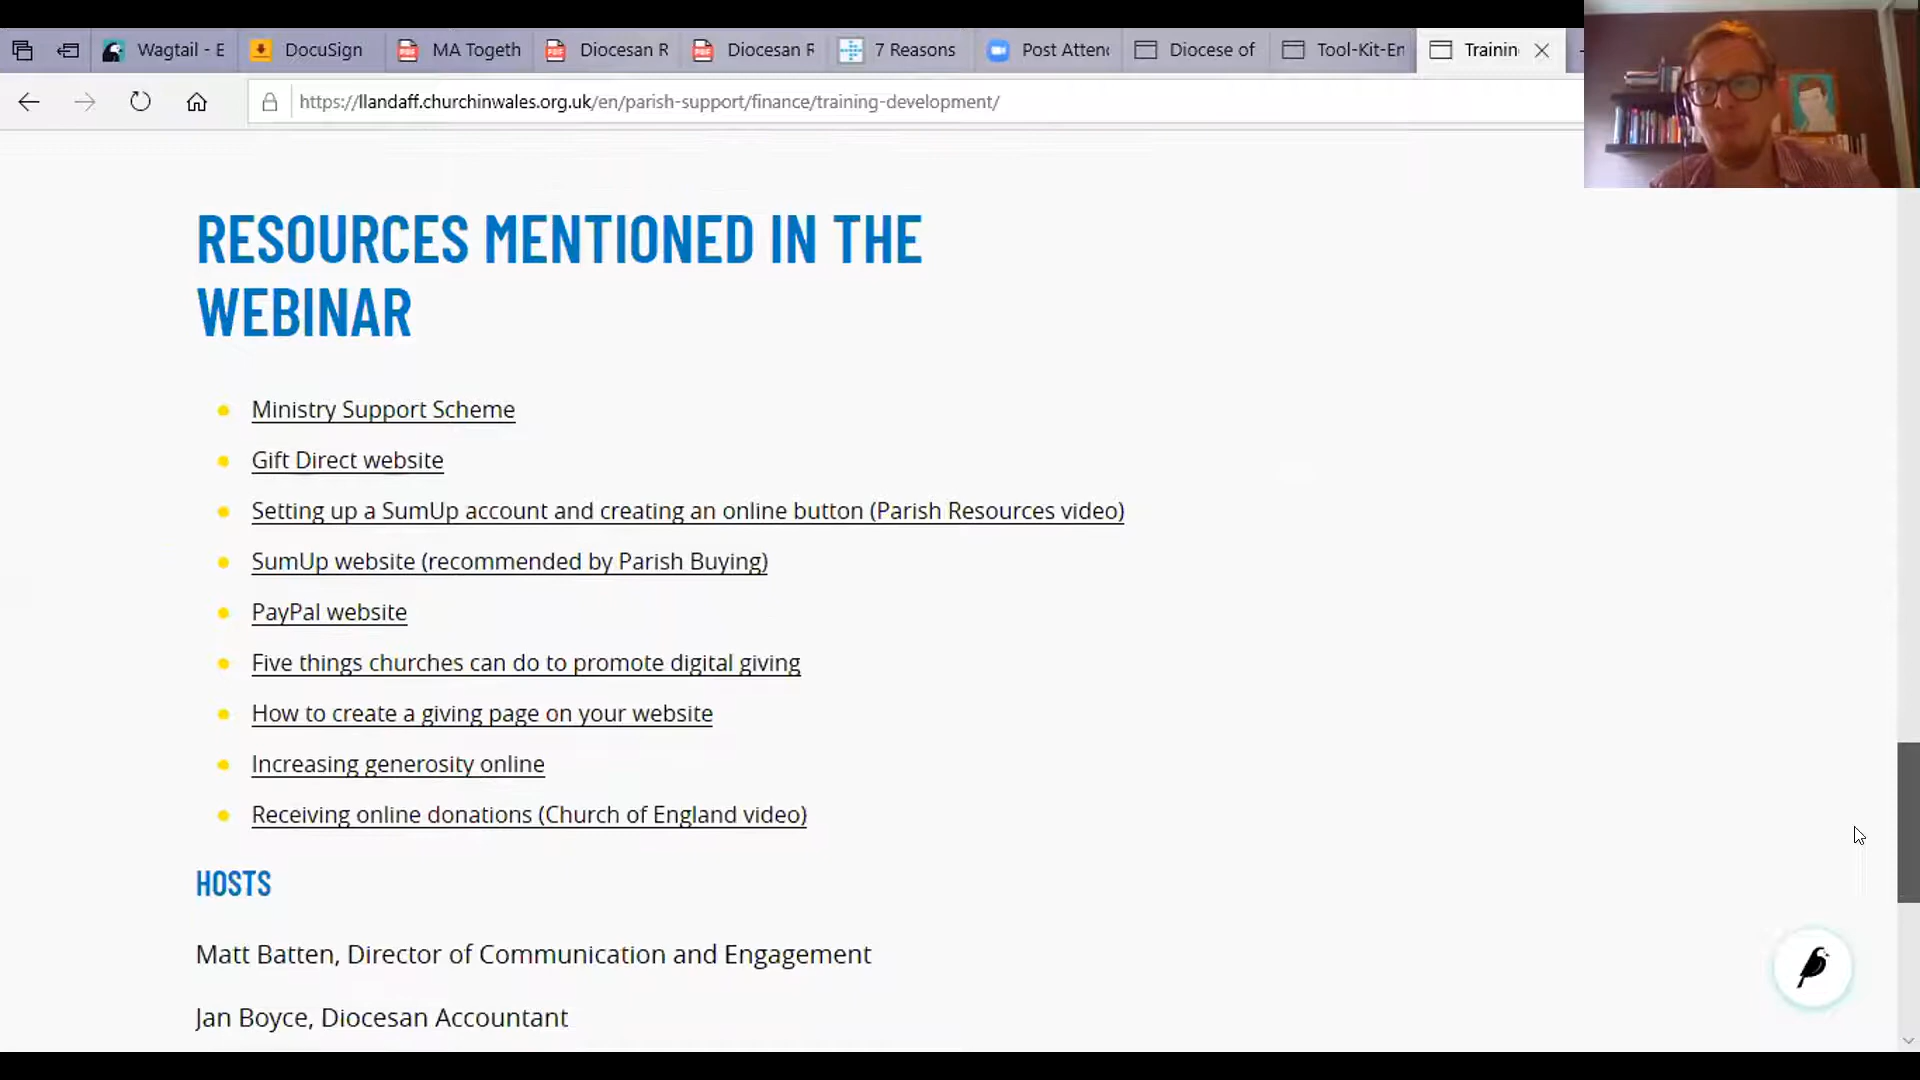 Wagtail - E
DocuSign
MA Togeth
Diocesan R
Diocesan R
7 Reasons
Post Atten
Diocese of
Tool-Kit-En
Trainin
https://llandaff.churchinwales.org.uk/en/parish-support/finance/training-development/
RESOURCES MENTIONED IN THE
WEBINAR
Ministry Support Scheme
Gift Direct website
Setting up a SumUp account and creating an online button (Parish Resources video)
SumUp website (recommended by Parish Buying)
PayPal website
Five things churches can do to promote digital giving
How to create a giving page on your website
Increasing generosity online
Receiving online donations (Church of England video)
HOSTS
Matt Batten, Director of Communication and Engagement
Jan Boyce, Diocesan Accountant